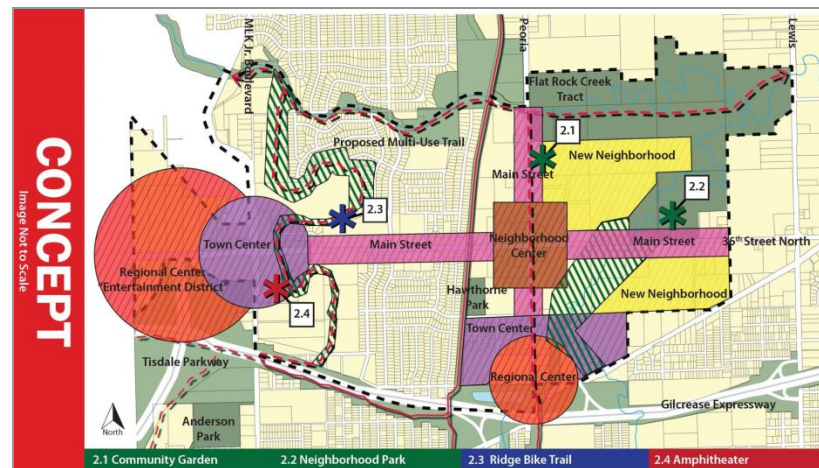 CONCEPT
Image Not to Scale
MLK Jr. Boulevard
Peoria
Lewis
Flat Rock Creek
Tract
Proposed Multi-Use Trail
2.1
New Neighborhood
Main Street
2.2
2.3
Town Center
Main Street
Neighborhood
Center
Main Street
36th Street North
Regional Center
"Entertainment District"
2.4
Hawthorne
Park
New Neighborhood
Town Center
Tisdale Parkway
Regional Center
Gilcrease Expressway
Anderson
Park
North
2.1 Community Garden
2.2 Neighborhood Park
2.3 Ridge Bike Trail
2.4 Amphitheater